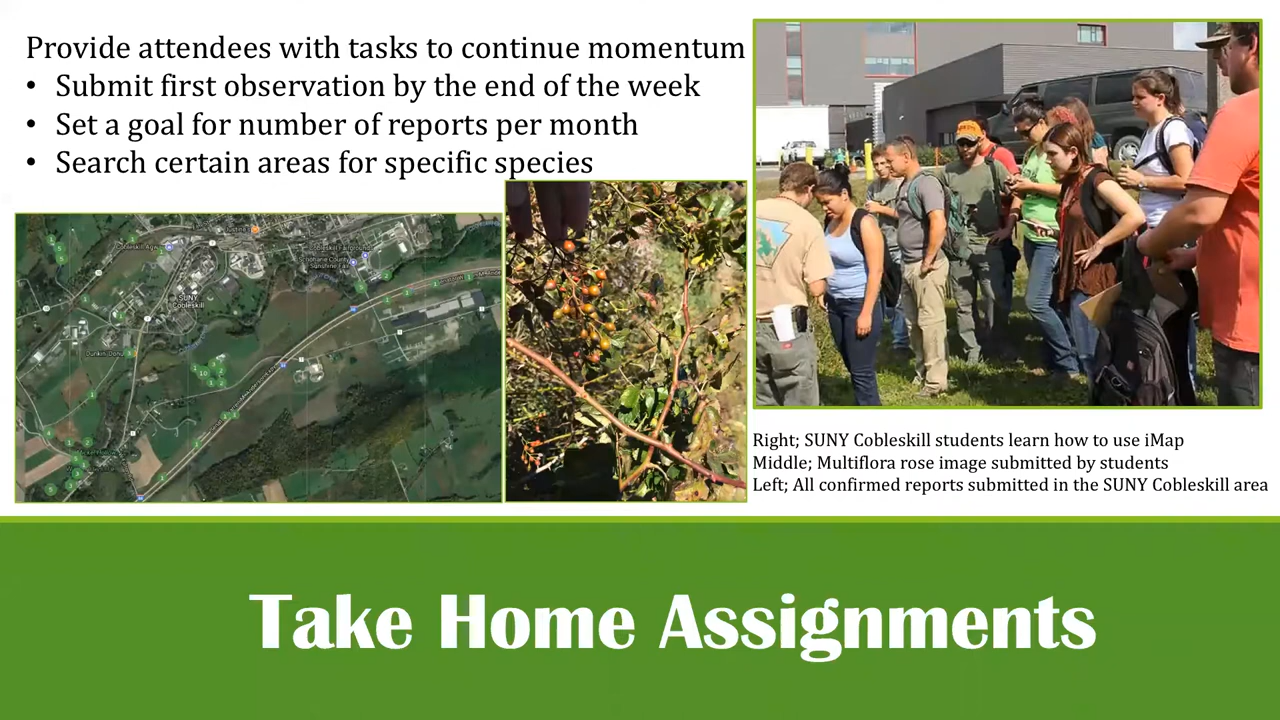 Provide attendees with tasks to continue momentum
• Submit first observation by the end of the week
• Set a goal for number of reports per month
• Search certain areas for specific species
SUNY
Cobleskill
Right; SUNY Cobleskill students learn how to use iMap
Middle; Multiflora rose image submitted by students
Left; All confirmed reports submitted in the SUNY Cobleskill area
Take Home Assignments